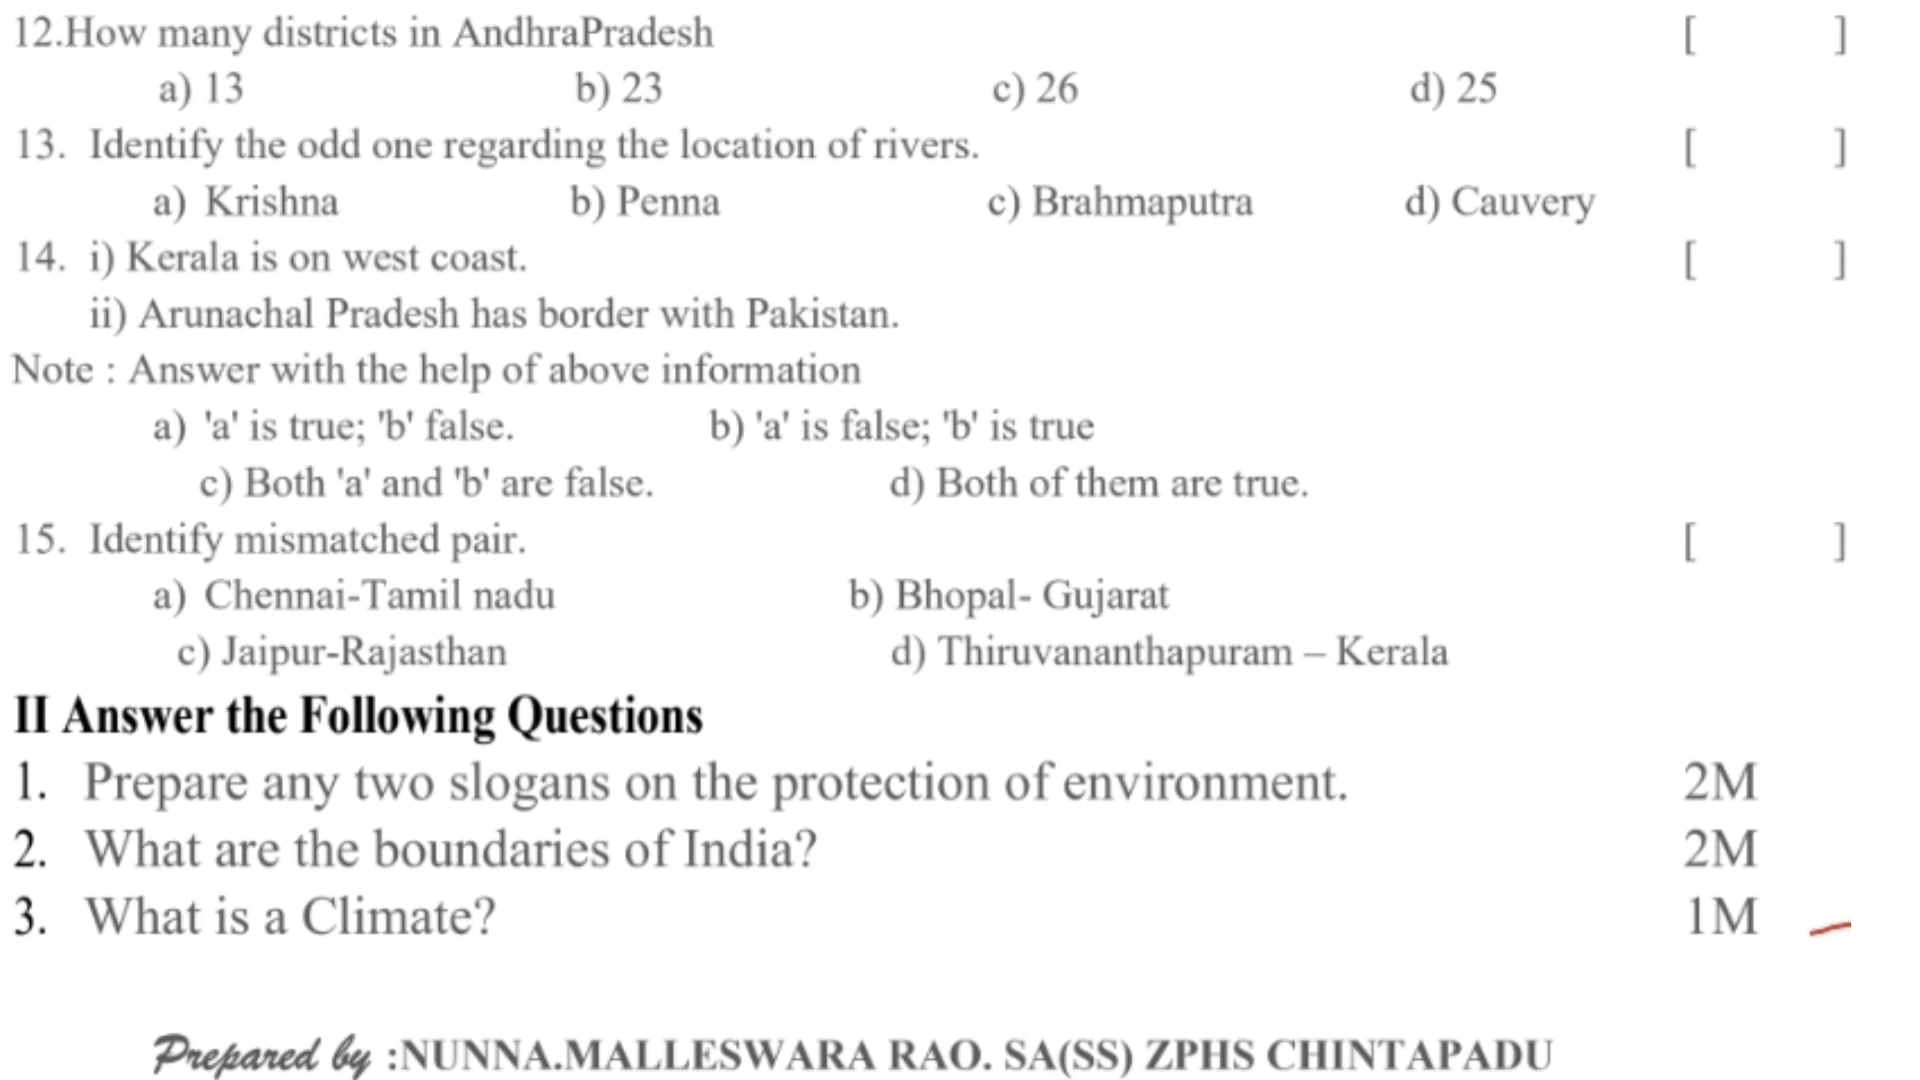 12.How many districts in AndhraPradesh [ ]
a) 13 b) 23 c) 26 d) 25
13. Identify the odd one regarding the location of rivers. [ ]
a) Krishna b) Penna c) Brahmaputra d) Cauvery
14. i) Kerala is on west coast. [ ]
ii) Arunachal Pradesh has border with Pakistan.
Note : Answer with the help of above information
a) 'a' is true; 'b' false. b) 'a' is false; 'b' is true
c) Both 'a' and 'b' are false. d) Both of them are true.
15. Identify mismatched pair. [ ]
a) Chennai-Tamil nadu b) Bhopal- Gujarat
c) Jaipur-Rajasthan d) Thiruvananthapuram – Kerala
II Answer the Following Questions
1. Prepare any two slogans on the protection of environment. 2M
2. What are the boundaries of India? 2M
3. What is a Climate? 1M
Prepared by :NUNNA.MALLESWARA RAO. SA(SS) ZPHS CHINTAPADU